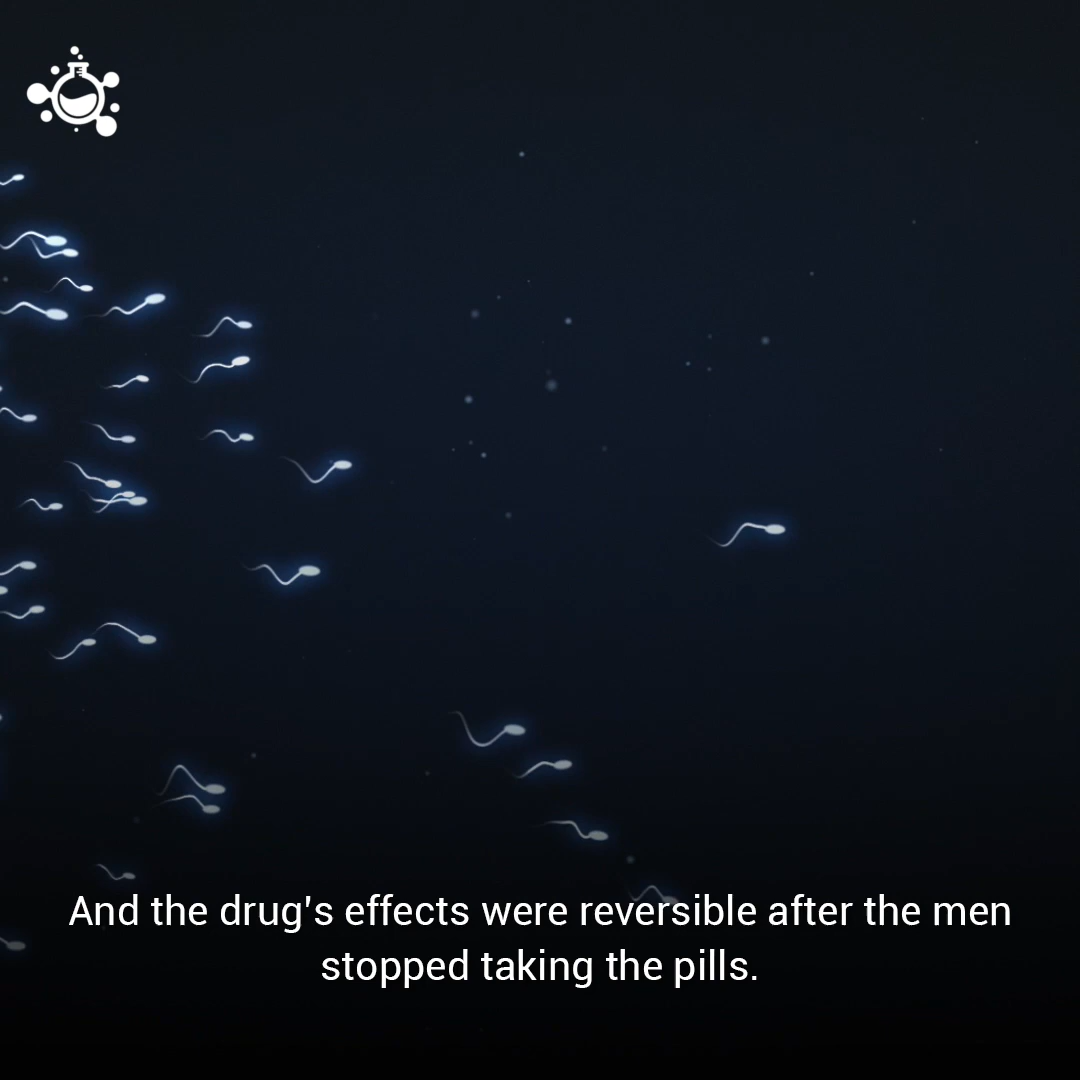 And the drug's effects were reversible after the men
stopped taking the pills.